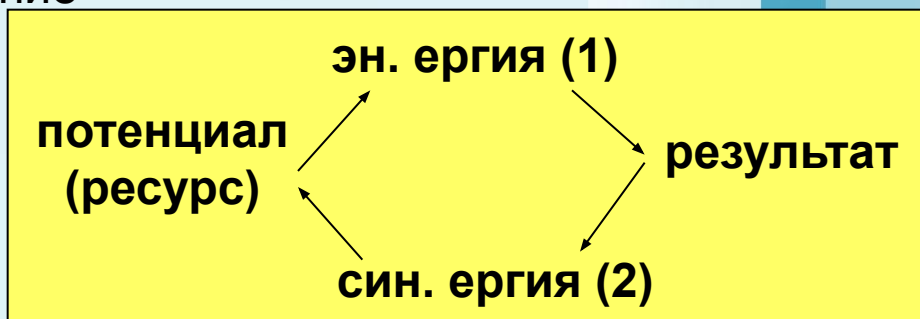 эн. ергия (1)
потенциал
(ресурс)
результат
син. ергия (2)